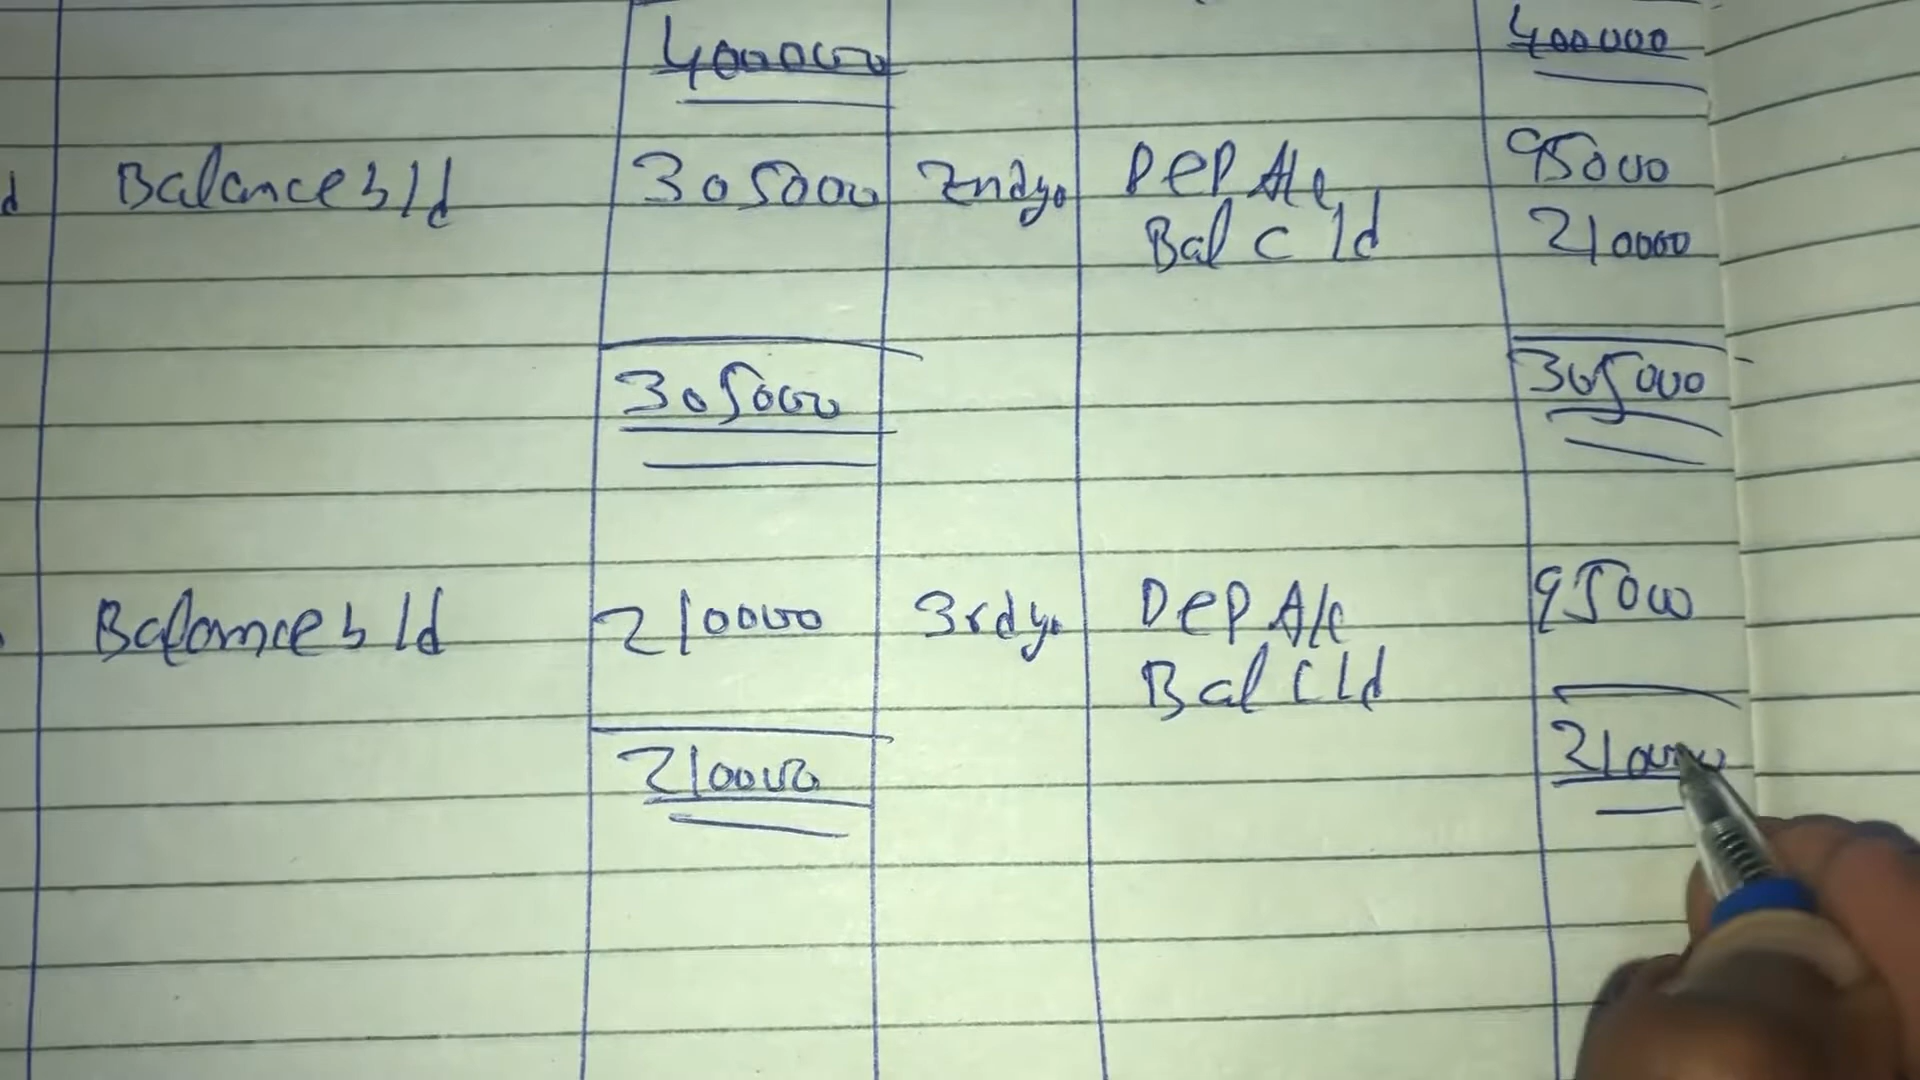 400000 400000
Balance b/d 305000 2nd yr Dep A/c 95000
Bal c/d 210000
305000 305000
Balance b/d 210000 3rd yr Dep A/c 95000
Bal c/d
210000 210000